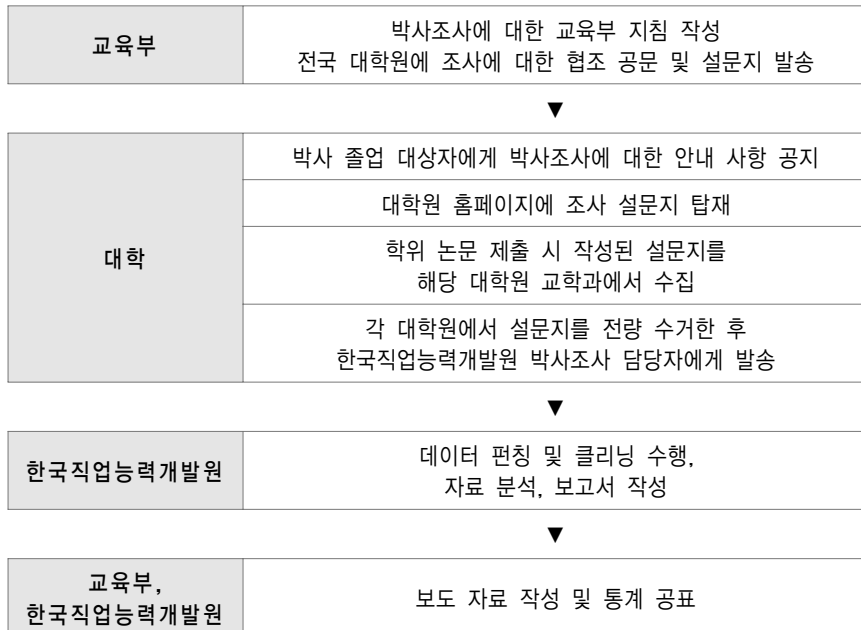 교육부
박사조사에 대한 교육부 지침 작성
전국 대학원에 조사에 대한 협조 공문 및 설문지 발송
▼
대학
박사 졸업 대상자에게 박사조사에 대한 안내 사항 공지
대학원 홈페이지에 조사 설문지 탑재
학위 논문 제출 시 작성된 설문지를
해당 대학원 교학과에서 수집
각 대학원에서 설문지를 전량 수거한 후
한국직업능력개발원 박사조사 담당자에게 발송
▼
한국직업능력개발원
데이터 펀칭 및 클리닝 수행,
자료 분석, 보고서 작성
▼
교육부,
한국직업능력개발원
보도 자료 작성 및 통계 공표